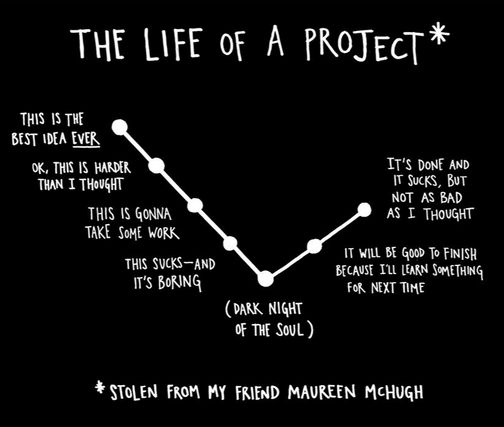 THE LIFE OF A PROJECT*
THIS IS THE
BEST IDEA EVER
OK, THIS IS HARDER
THAN I THOUGHT
THIS IS GONNA
TAKE SOME WORK
THIS SUCKS—AND
IT'S BORING
(DARK NIGHT
OF THE SOUL)
IT WILL BE GOOD TO FINISH
BECAUSE I'LL LEARN SOMETHING
FOR NEXT TIME
IT'S DONE AND
IT SUCKS, BUT
NOT AS BAD
AS I THOUGHT
*STOLEN FROM MY FRIEND MAUREEN MCHUGH